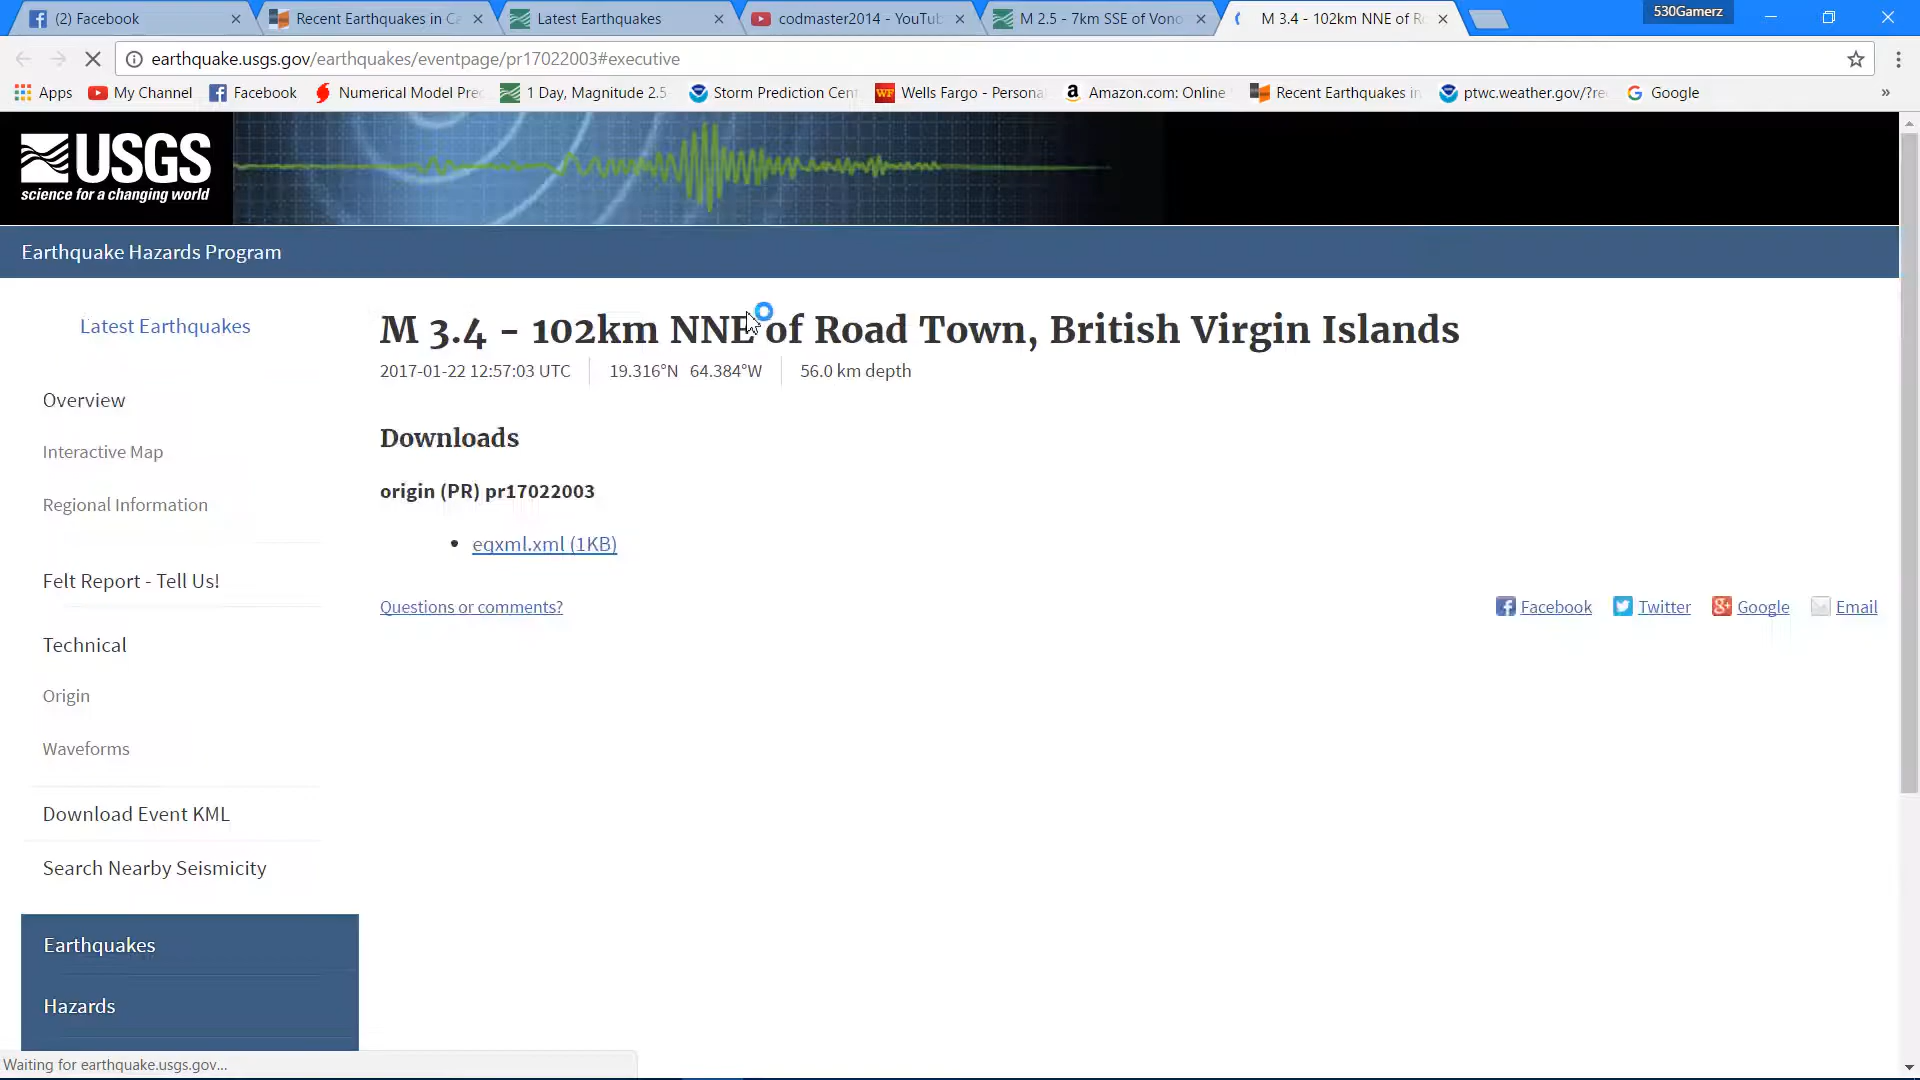 (2) Facebook
Recent Earthquakes in Ca
Latest Earthquakes
codmaster2014 - YouTub
M 2.5 - 7km SSE of Vono
M 3.4 - 102km NNE of Ro
530Gamerz
earthquake.usgs.gov/earthquakes/eventpage/pr17022003#executive
Apps
My Channel
Facebook
Numerical Model Prec
1 Day, Magnitude 2.5
Storm Prediction Cent
WF
Wells Fargo - Persona
Amazon.com: Online
Recent Earthquakes in
ptwc.weather.gov/?re
Google
»
USGS
science for a changing world
Earthquake Hazards Program
Latest Earthquakes
Overview
Interactive Map
Regional Information
Felt Report - Tell Us!
Technical
Origin
Waveforms
Download Event KML
Search Nearby Seismicity
Earthquakes
Hazards
M 3.4 - 102km NNE of Road Town, British Virgin Islands
2017-01-22 12:57:03 UTC
19.316°N 64.384°W
56.0 km depth
Downloads
origin (PR) pr17022003
• eqxml.xml (1KB)
Questions or comments?
Facebook
Twitter
Google
Email
Waiting for earthquake.usgs.gov...